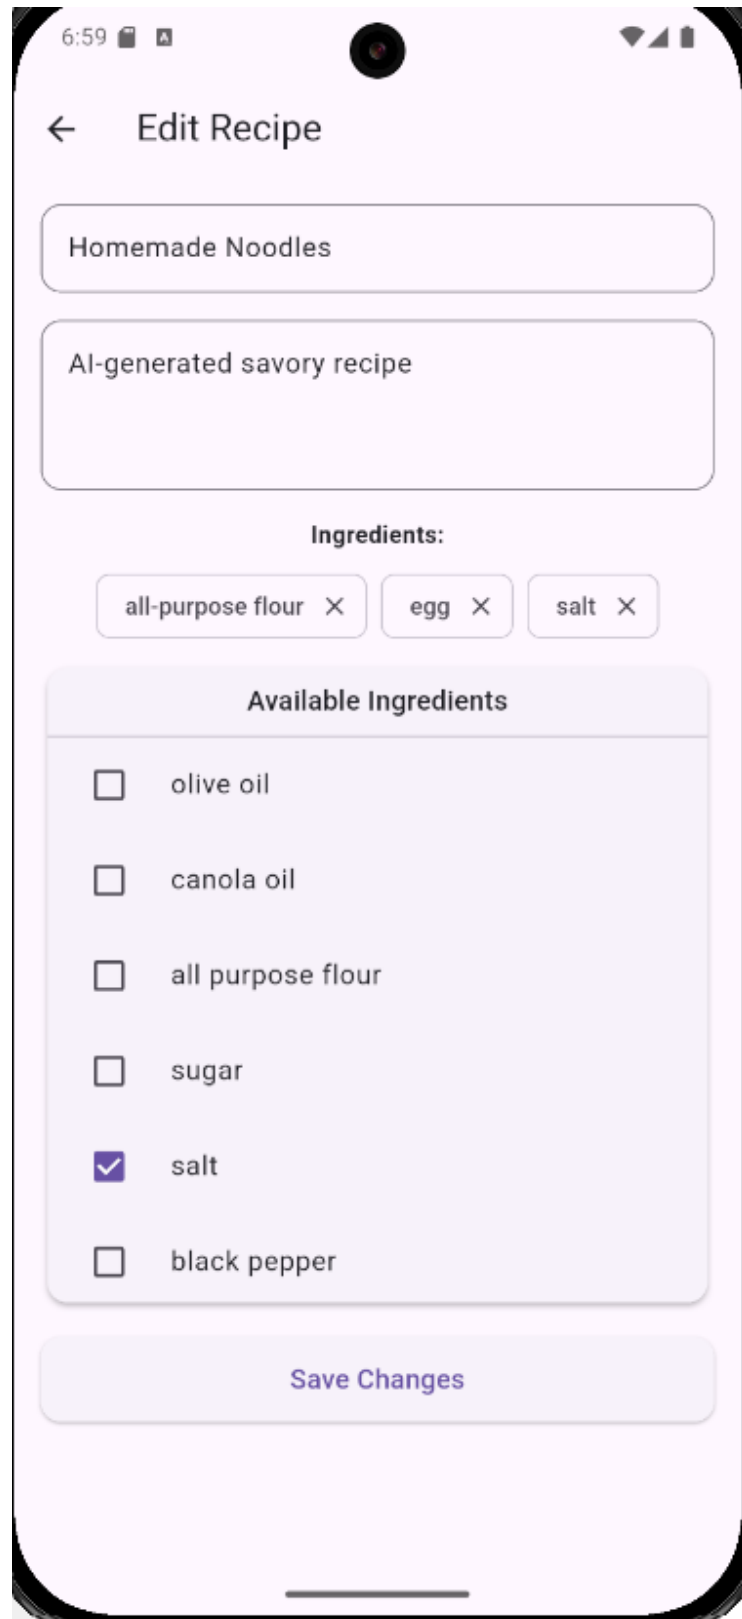 6:59
Edit Recipe
Homemade Noodles
AI-generated savory recipe
Ingredients:
all-purpose flour egg salt
Available Ingredients
olive oil
canola oil
all purpose flour
sugar
salt
black pepper
Save Changes